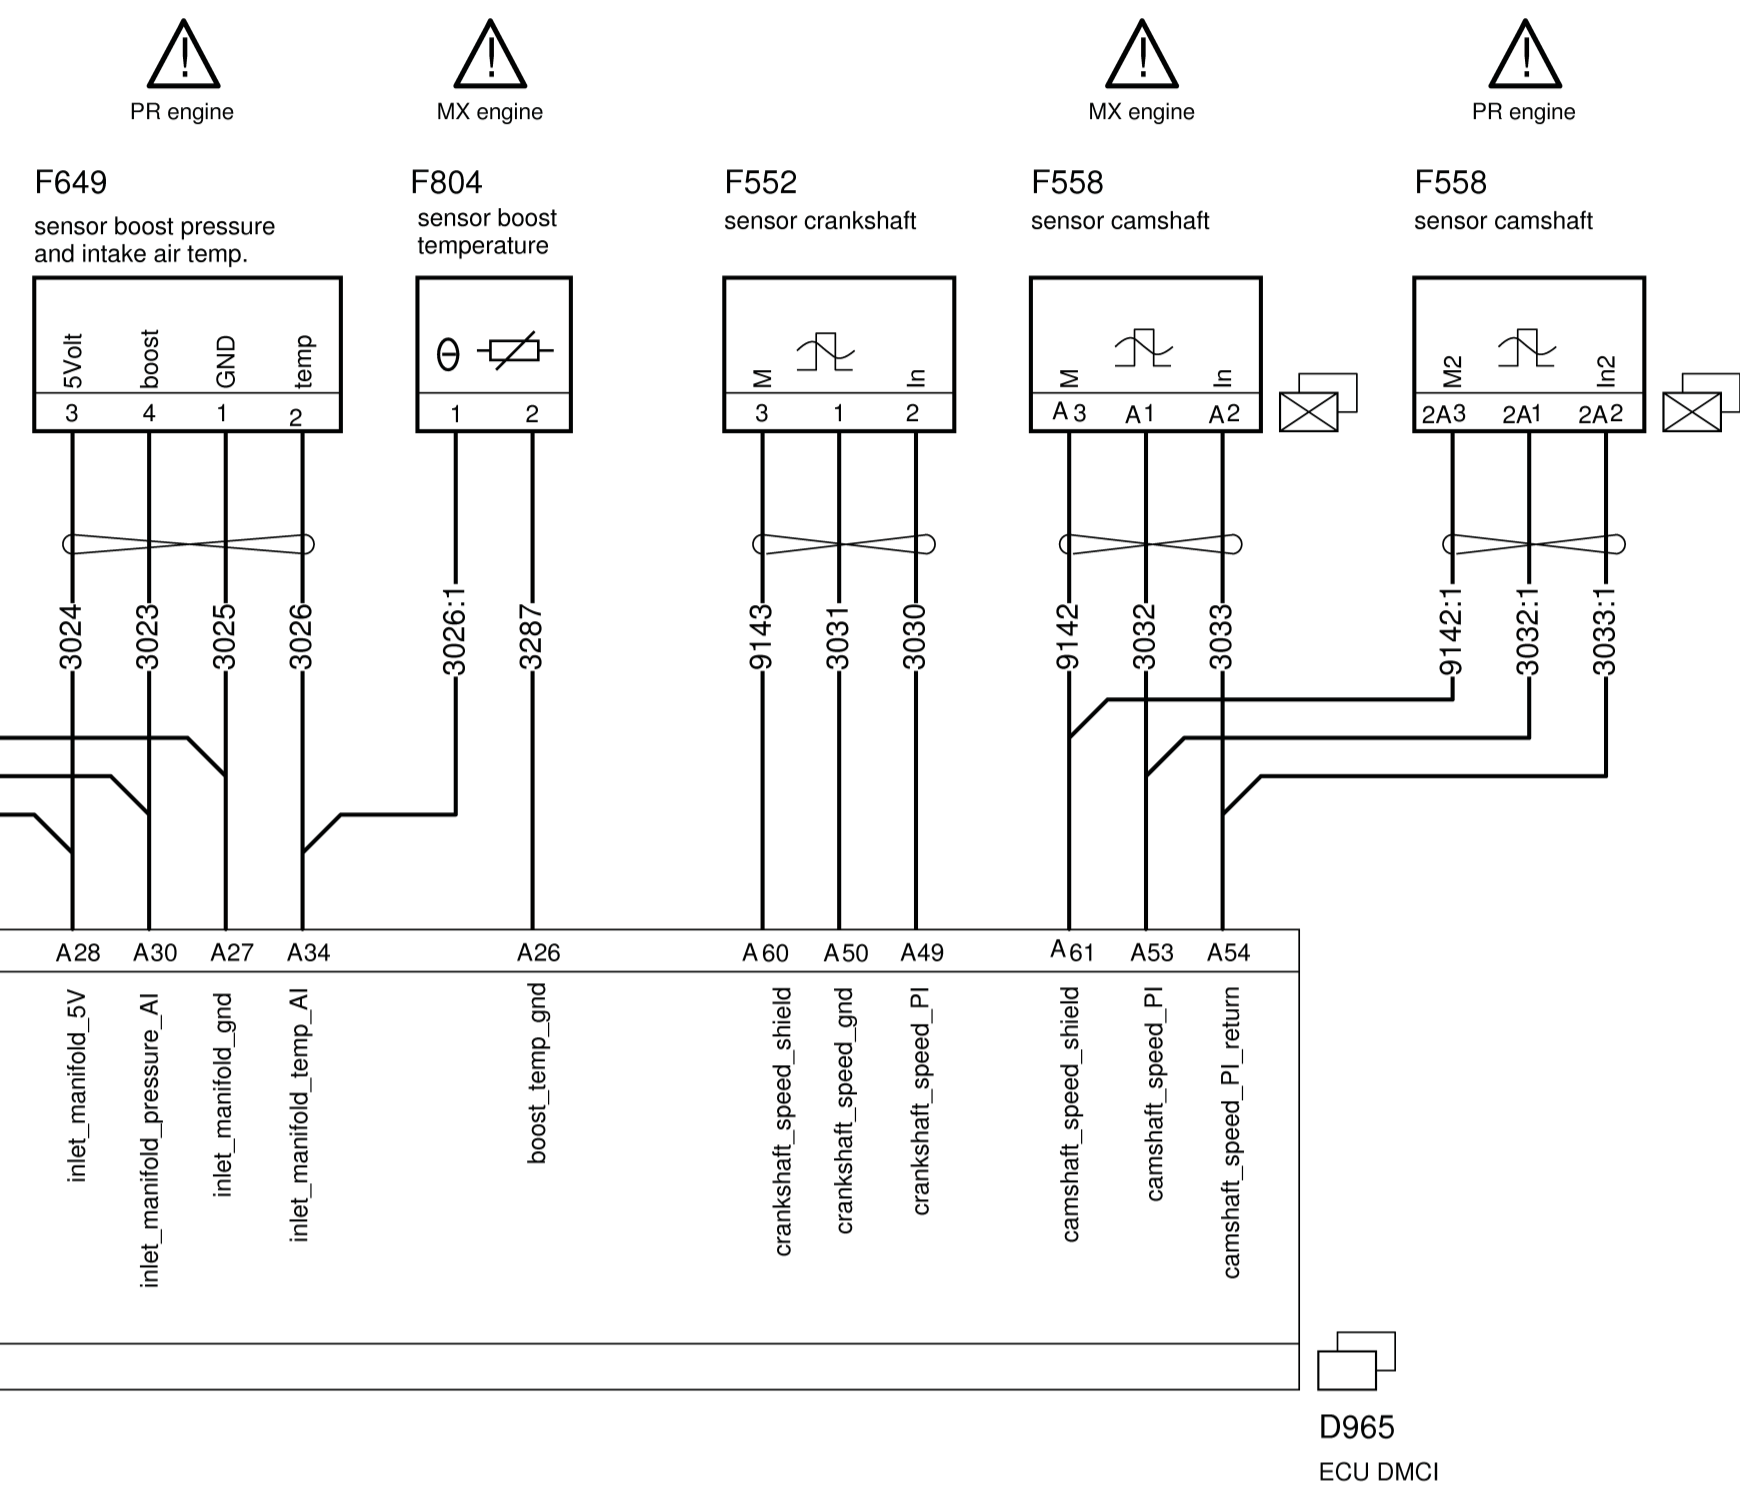 !
!
!
!
PR engine
MX engine
MX engine
PR engine
F649
F804
F552
F558
F558
sensor boost pressure
and intake air temp.
sensor boost
temperature
sensor crankshaft
sensor camshaft
sensor camshaft
5Volt
boost
GND
temp
Θ
M
In
M
In
M2
In2
3
4
1
2
1
2
3
1
2
A3
A1
A2
2A3
2A1
2A2
3024
3023
3025
3026
3026:1
3287
9143
3031
3030
9142
3032
3033
9142:1
3032:1
3033:1
A28
A30
A27
A34
A26
A60
A50
A49
A61
A53
A54
inlet_manifold_5V
inlet_manifold_pressure_AI
inlet_manifold_gnd
inlet_manifold_temp_AI
boost_temp_gnd
crankshaft_speed_shield
crankshaft_speed_gnd
crankshaft_speed_PI
camshaft_speed_shield
camshaft_speed_PI
camshaft_speed_PI_return
D965
ECU DMCI